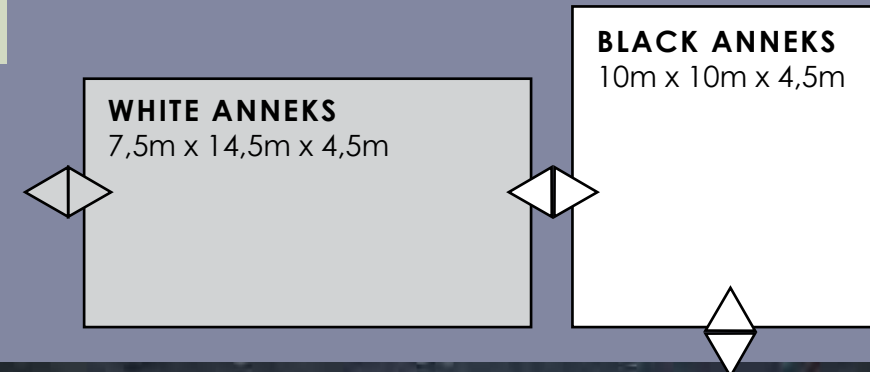 WHITE ANNEKS
7,5m x 14,5m x 4,5m
BLACK ANNEKS
10m x 10m x 4,5m